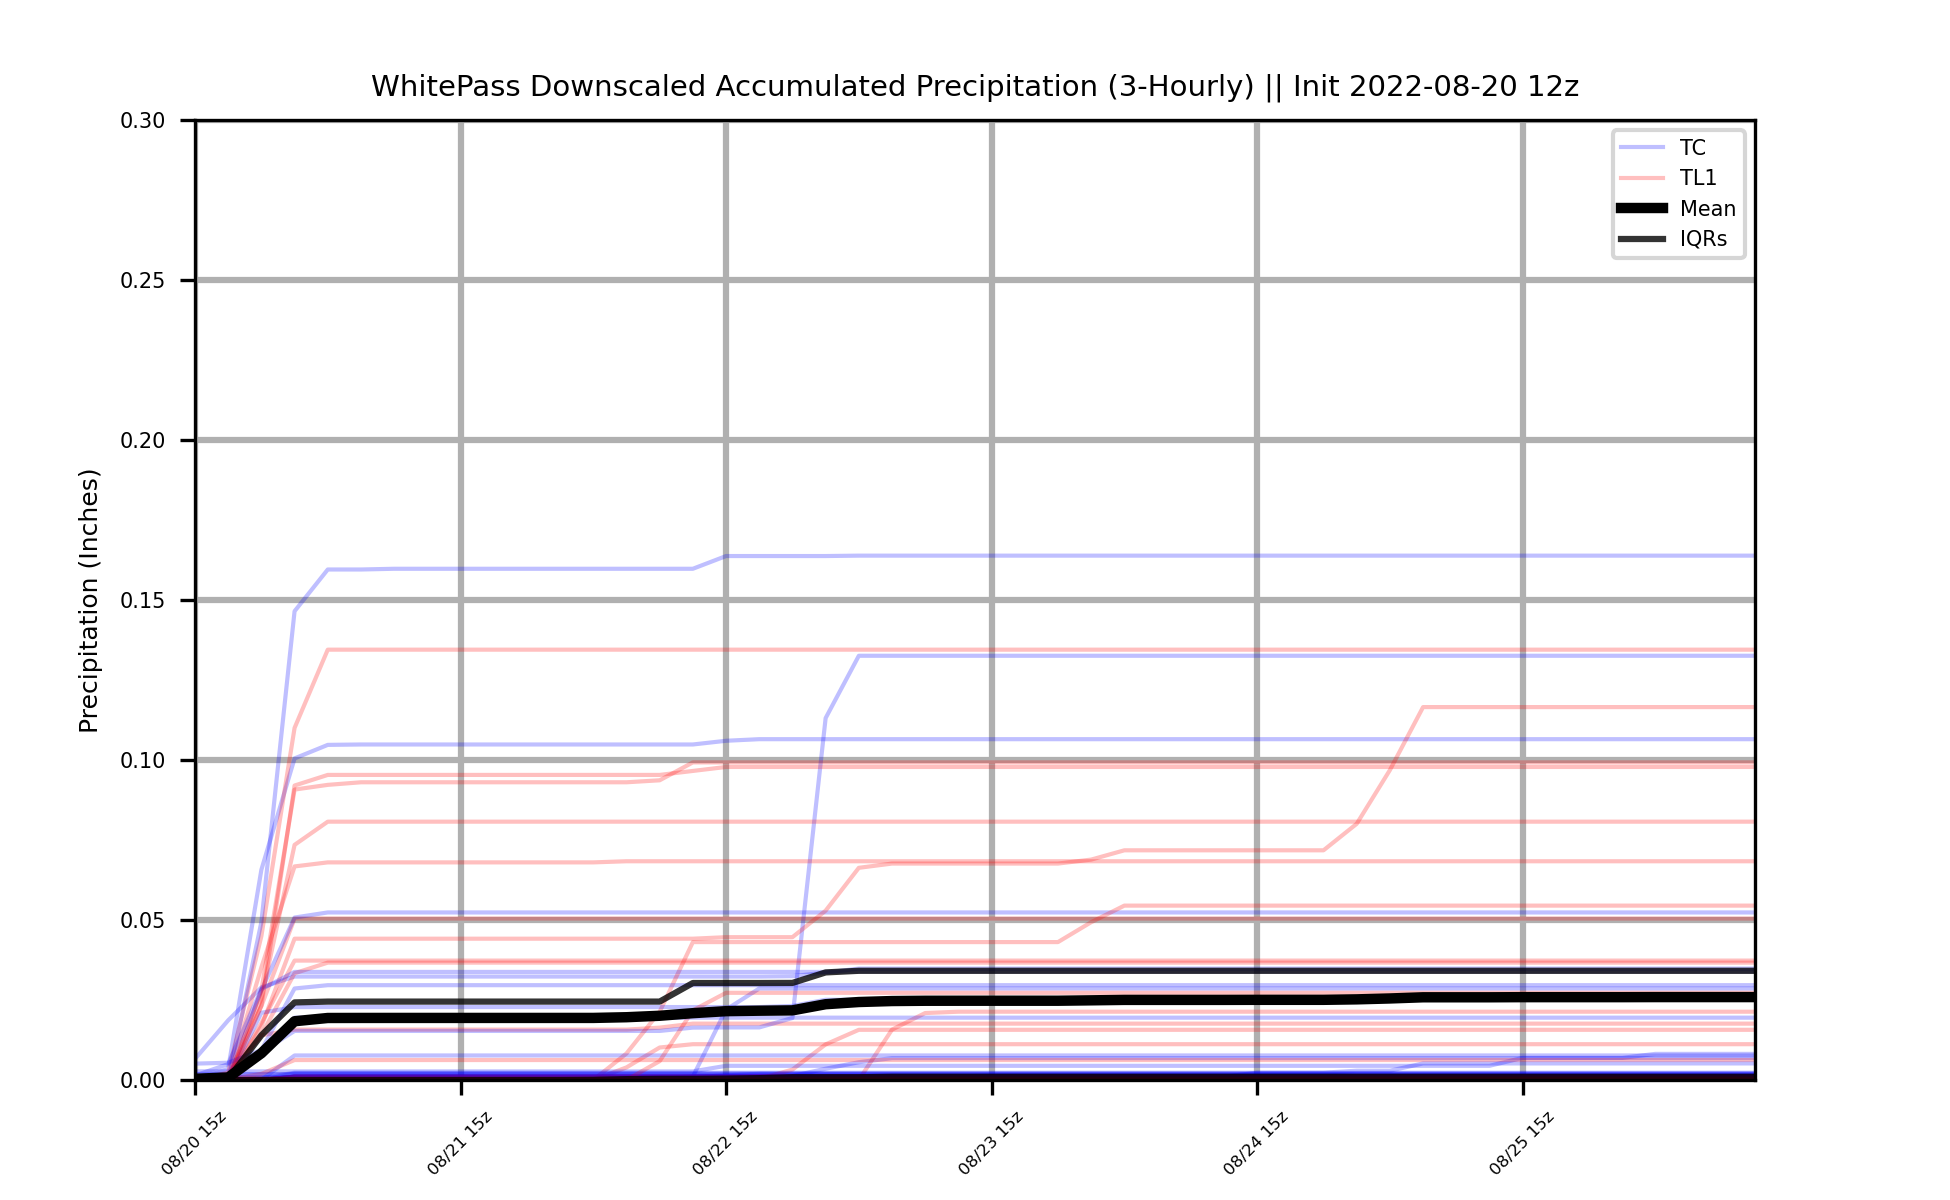 WhitePass Downscaled Accumulated Precipitation (3-Hourly) || Init 2022-08-20 12z
TC
TL1
Mean
IQRs
Precipitation (Inches)
0.30
0.25
0.20
0.15
0.10
0.05
0.00
08/20 15z
08/21 15z
08/22 15z
08/23 15z
08/24 15z
08/25 15z